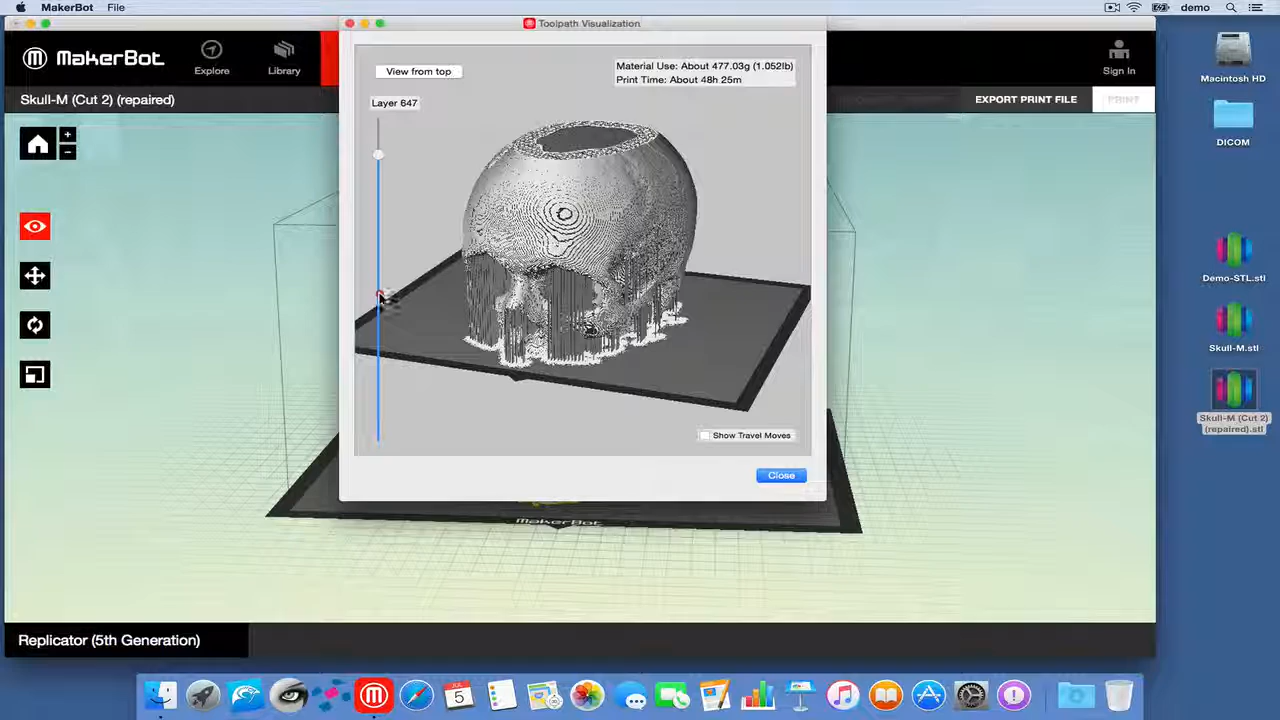 MakerBot File
demo
Toolpath Visualization
MakerBot
Explore
Library
Sign In
Skull-M (Cut 2) (repaired)
EXPORT PRINT FILE
PRINT
View from top
Material Use: About 477.03g (1.052lb)
Print Time: About 48h 25m
Layer 647
Show Travel Moves
Close
MakerBot
Replicator (5th Generation)
Macintosh HD
DICOM
Demo-STL.stl
Skull-M.stl
Skull-M (Cut 2)
(repaired).stl
JUL
5